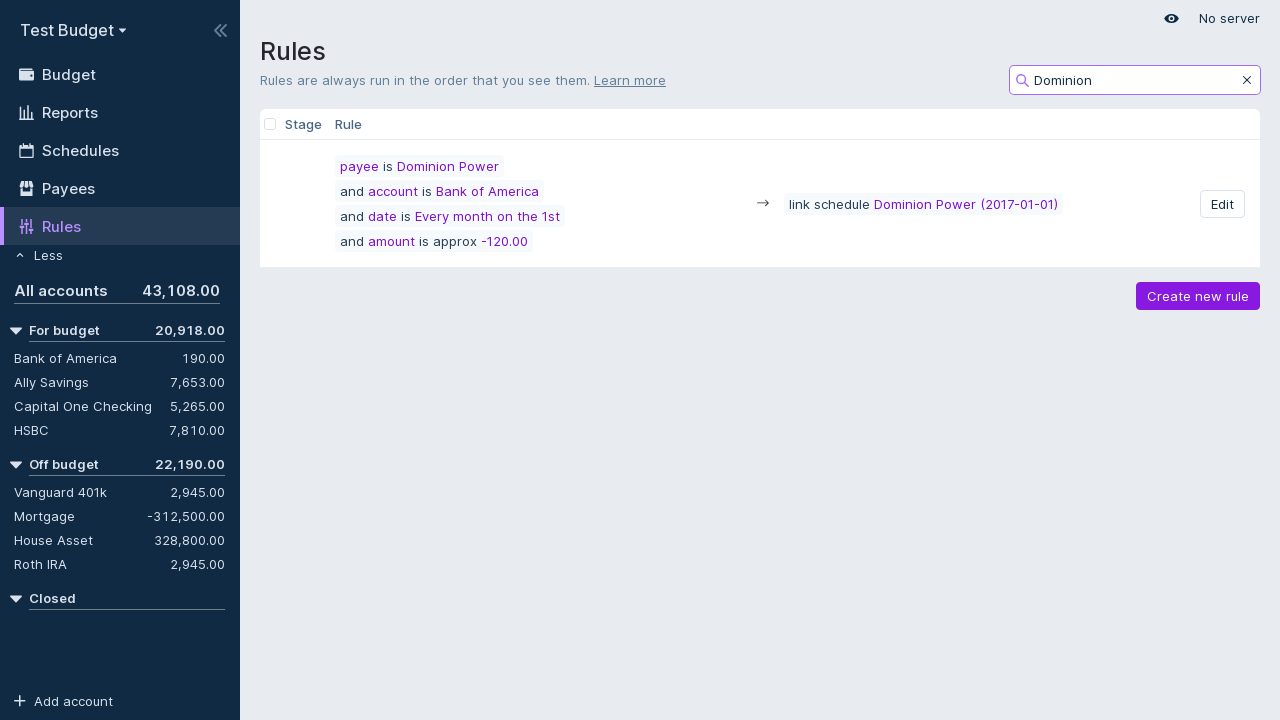 Test Budget
No server
Budget
Reports
Schedules
Payees
Rules
Less
All accounts 43,108.00
For budget 20,918.00
Bank of America 190.00
Ally Savings 7,653.00
Capital One Checking 5,265.00
HSBC 7,810.00
Off budget 22,190.00
Vanguard 401k 2,945.00
Mortgage -312,500.00
House Asset 328,800.00
Roth IRA 2,945.00
Closed
Add account
Rules
Rules are always run in the order that you see them. Learn more
Dominion
Stage Rule
payee is Dominion Power
and account is Bank of America
and date is Every month on the 1st
and amount is approx -120.00
→ link schedule Dominion Power (2017-01-01)
Edit
Create new rule